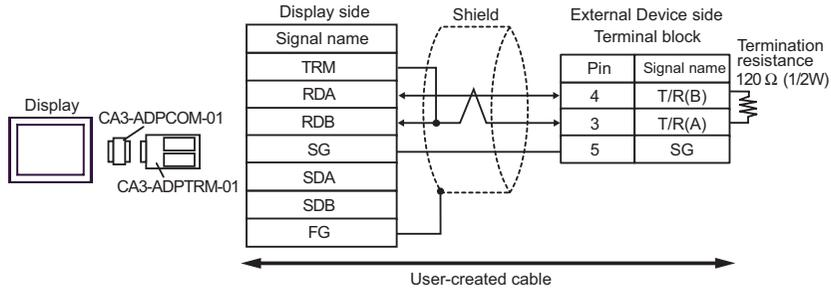 Display side
Shield
External Device side
Terminal block
Signal name
TRM
RDA
RDB
SG
SDA
SDB
FG
Pin Signal name
4 T/R(B)
3 T/R(A)
5 SG
Termination
resistance
120 Ω (1/2W)
Display
CA3-ADPCOM-01
CA3-ADPTRM-01
User-created cable